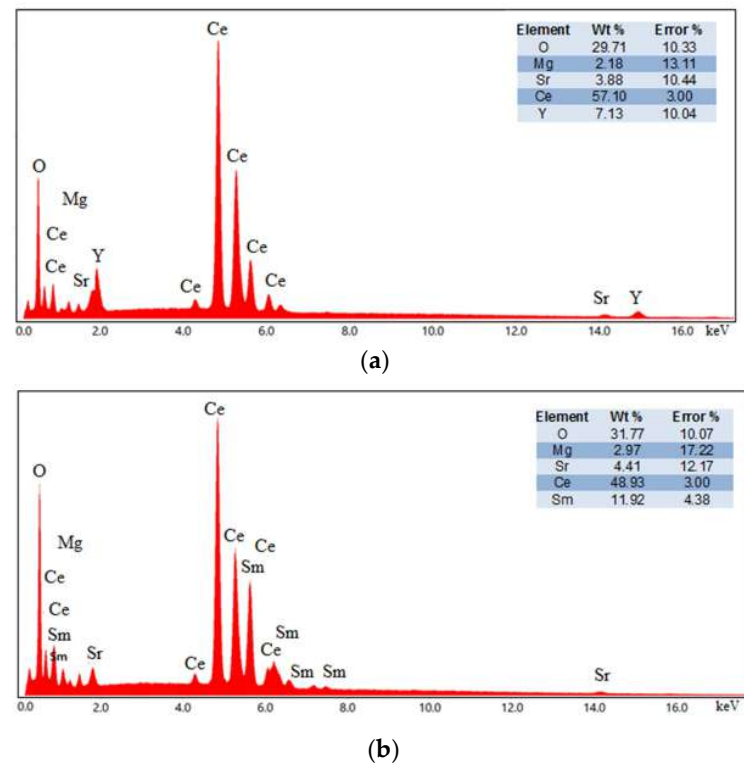 Ce
Element Wt % Error %
O 29.71 10.33
Mg 2.18 13.11
Sr 3.88 10.44
Ce 57.10 3.00
Y 7.13 10.04
Ce
O
Mg
Ce
Ce
Ce
Y
Sr
Ce
Ce
Sr
Y
0.0 2.0 4.0 6.0 8.0 10.0 12.0 14.0 16.0 keV
(a)
Ce
Element Wt % Error %
O 31.77 10.07
Mg 2.97 17.22
Sr 4.41 12.17
Ce 48.93 3.00
Sm 11.92 4.38
O
Mg
Ce
Ce
Ce
Sm
Ce
Ce
Sm
Sm
Sm
Sr
Ce
Ce
Sm
Sm
Sr
0.0 2.0 4.0 6.0 8.0 10.0 12.0 14.0 16.0 keV
(b)